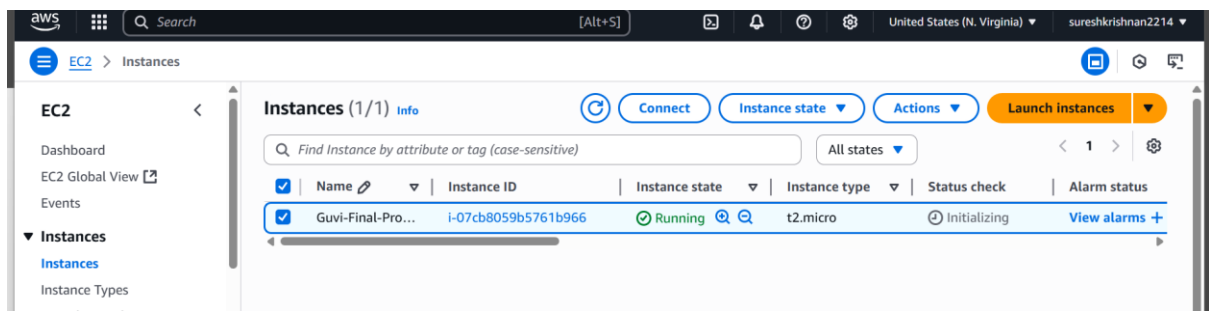 aws Search [Alt+S] United States (N. Virginia) sureshkrishnan2214
EC2 > Instances
EC2
Dashboard
EC2 Global View
Events
Instances
Instances
Instance Types
Instances (1/1) Info Connect Instance state Actions Launch instances
Find Instance by attribute or tag (case-sensitive) All states 1
Name Instance ID Instance state Instance type Status check Alarm status
Guvi-Final-Pro... i-07cb8059b5761b966 Running t2.micro Initializing View alarms +